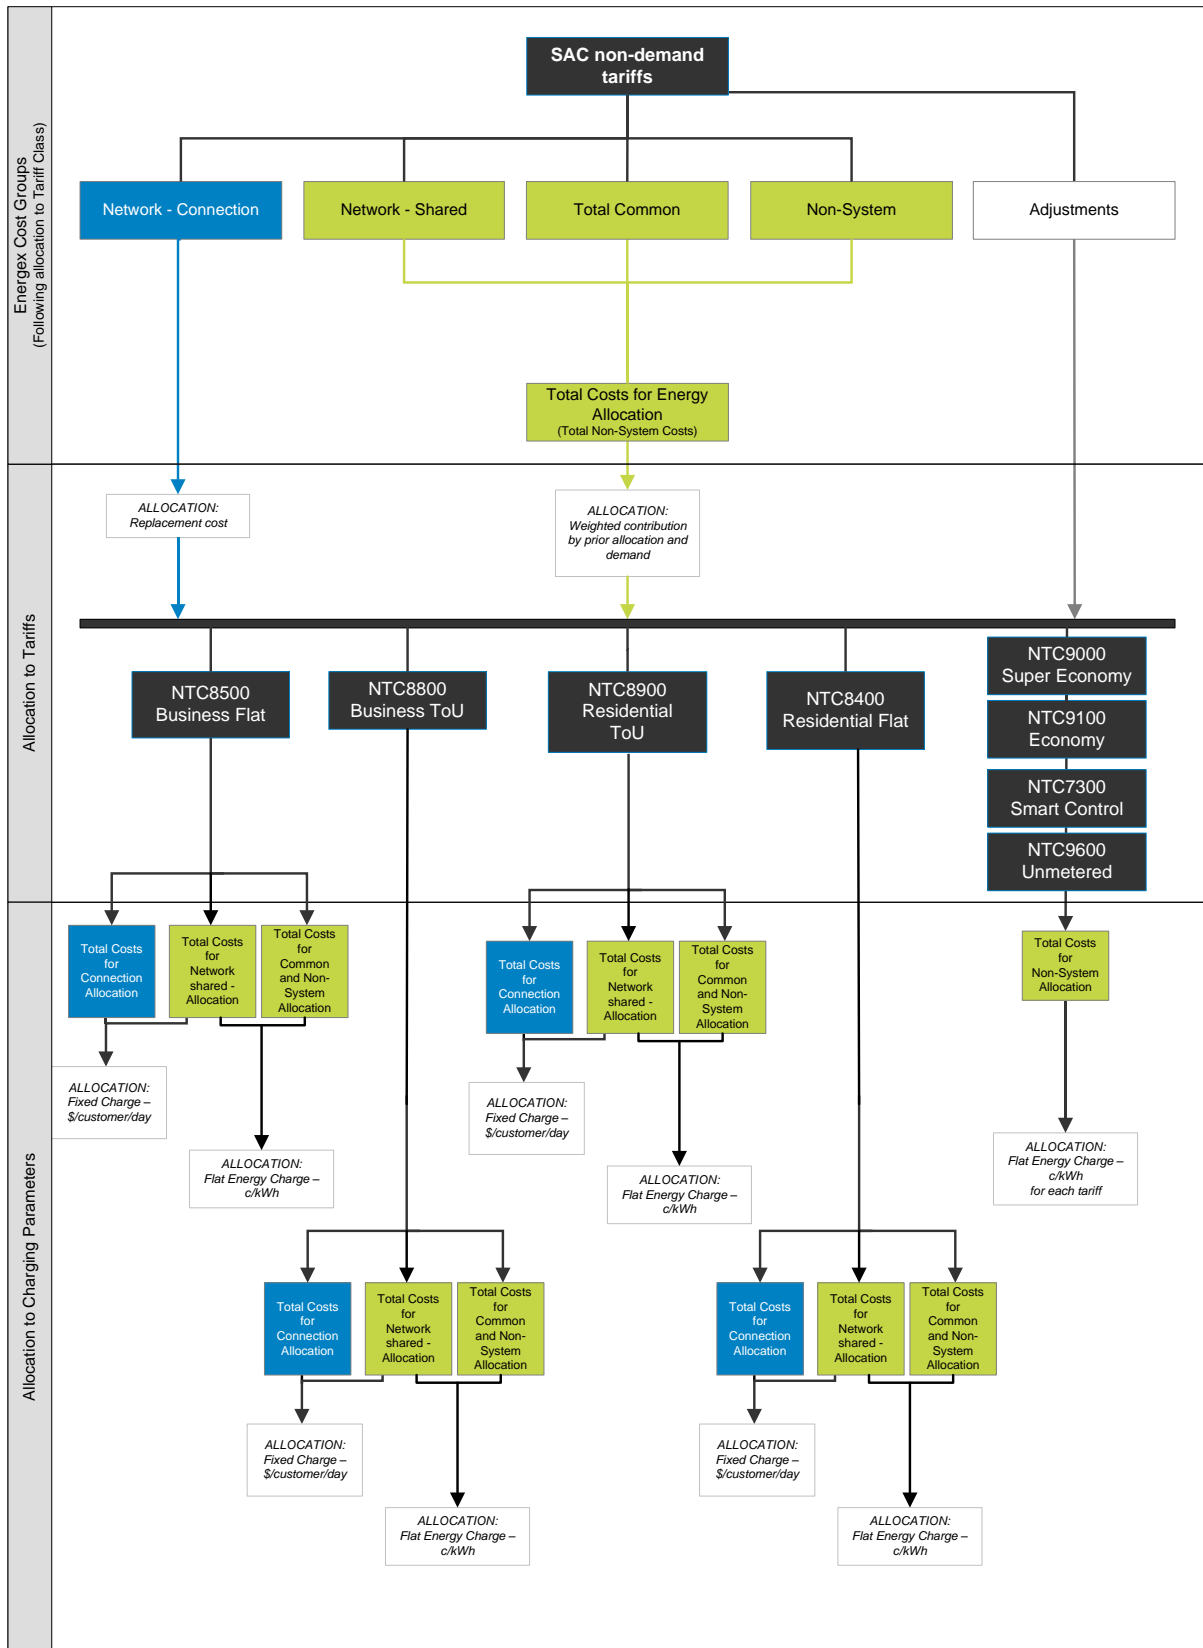 SAC non-demand
tariffs
Energex Cost Groups
(Following allocation to Tariff Class)
Network - Connection
Network - Shared
Total Common
Non-System
Adjustments
Total Costs for Energy
Allocation
(Total Non-System Costs)
Allocation to Tariffs
ALLOCATION:
Replacement cost
ALLOCATION:
Weighted contribution
by prior allocation and
demand
NTC8500
Business Flat
NTC8800
Business ToU
NTC8900
Residential
ToU
NTC8400
Residential Flat
NTC9000
Super Economy
NTC9100
Economy
NTC7300
Smart Control
NTC9600
Unmetered
Allocation to Charging Parameters
Total Costs
for
Connection
Allocation
Total Costs
for
Network
shared -
Allocation
Total Costs
for
Common
and Non-
System
Allocation
Total Costs
for
Connection
Allocation
Total Costs
for
Network
shared -
Allocation
Total Costs
for
Common
and Non-
System
Allocation
Total Costs
for
Non-System
Allocation
ALLOCATION:
Fixed Charge –
$/customer/day
ALLOCATION:
Flat Energy Charge –
c/kWh
ALLOCATION:
Fixed Charge –
$/customer/day
ALLOCATION:
Flat Energy Charge –
c/kWh
ALLOCATION:
Flat Energy Charge –
c/kWh
for each tariff
Total Costs
for
Connection
Allocation
Total Costs
for
Network
shared -
Allocation
Total Costs
for
Common
and Non-
System
Allocation
Total Costs
for
Connection
Allocation
Total Costs
for
Network
shared -
Allocation
Total Costs
for
Common
and Non-
System
Allocation
ALLOCATION:
Fixed Charge –
$/customer/day
ALLOCATION:
Flat Energy Charge –
c/kWh
ALLOCATION:
Fixed Charge –
$/customer/day
ALLOCATION:
Flat Energy Charge –
c/kWh